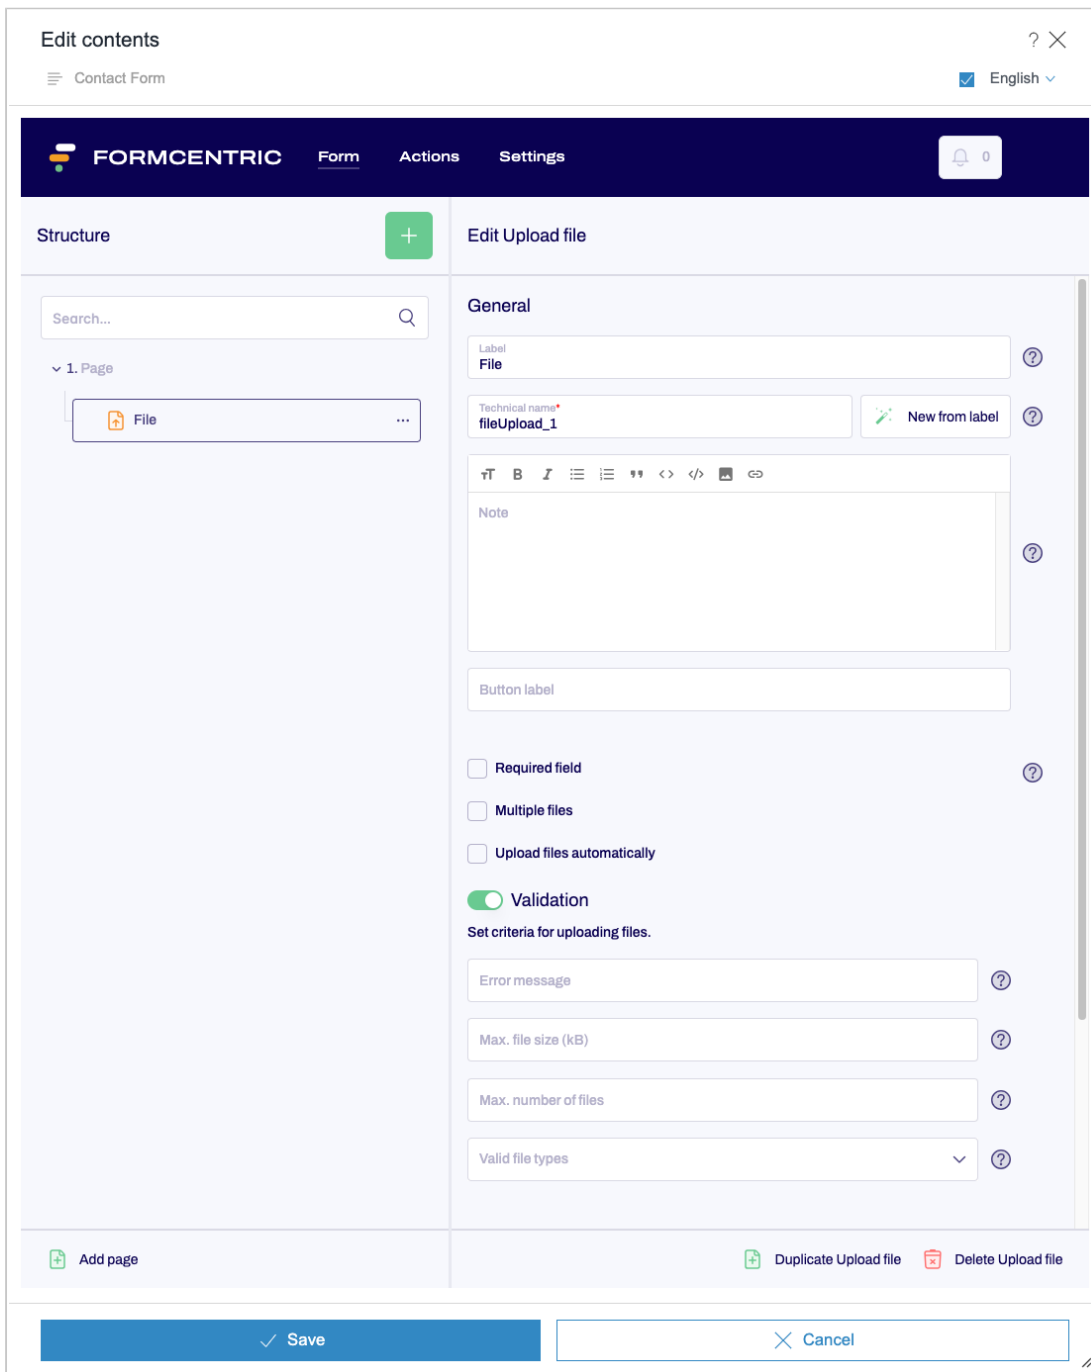 Edit contents
?
Contact Form
English
FORMCENTRIC Form Actions Settings 0
Structure
Edit Upload file
Search...
1. Page
File
General
Label
File
Technical name*
fileUpload_1
New from label
Note
Button label
Required field
Multiple files
Upload files automatically
Validation
Set criteria for uploading files.
Error message
Max. file size (kB)
Max. number of files
Valid file types
Add page
Duplicate Upload file
Delete Upload file
Save
Cancel